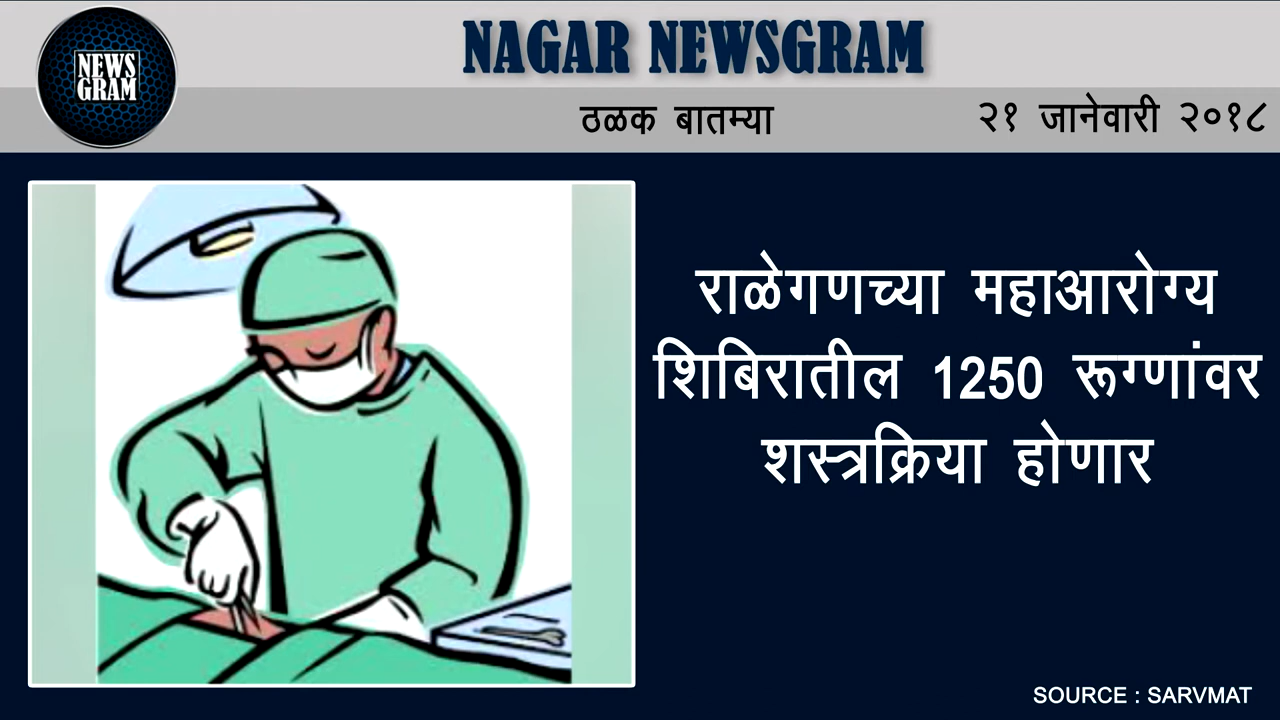 NEWS
GRAM
NAGAR NEWSGRAM
ठळक बातम्या
२१ जानेवारी २०१८
राळेगणच्या महाआरोग्य
शिबिरातील 1250 रूग्णांवर
शस्त्रक्रिया होणार
SOURCE : SARVMAT